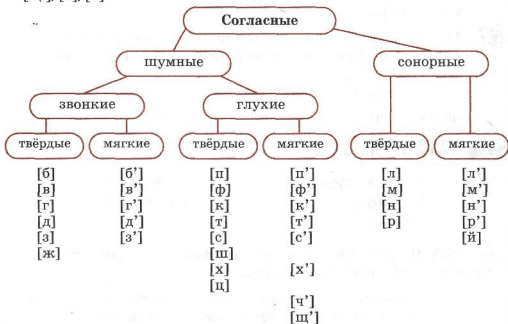 Согласные
шумные сонорные
звонкие глухие
твёрдые мягкие твёрдые мягкие твёрдые мягкие
[б] [б’] [п] [п’] [л] [л’]
[в] [в’] [ф] [ф’] [м] [м’]
[г] [г’] [к] [к’] [н] [н’]
[д] [д’] [т] [т’] [р] [р’]
[з] [з’] [с] [с’] [й]
[ж] [ш]
[х] [х’]
[ц]
[ч’]
[щ’]